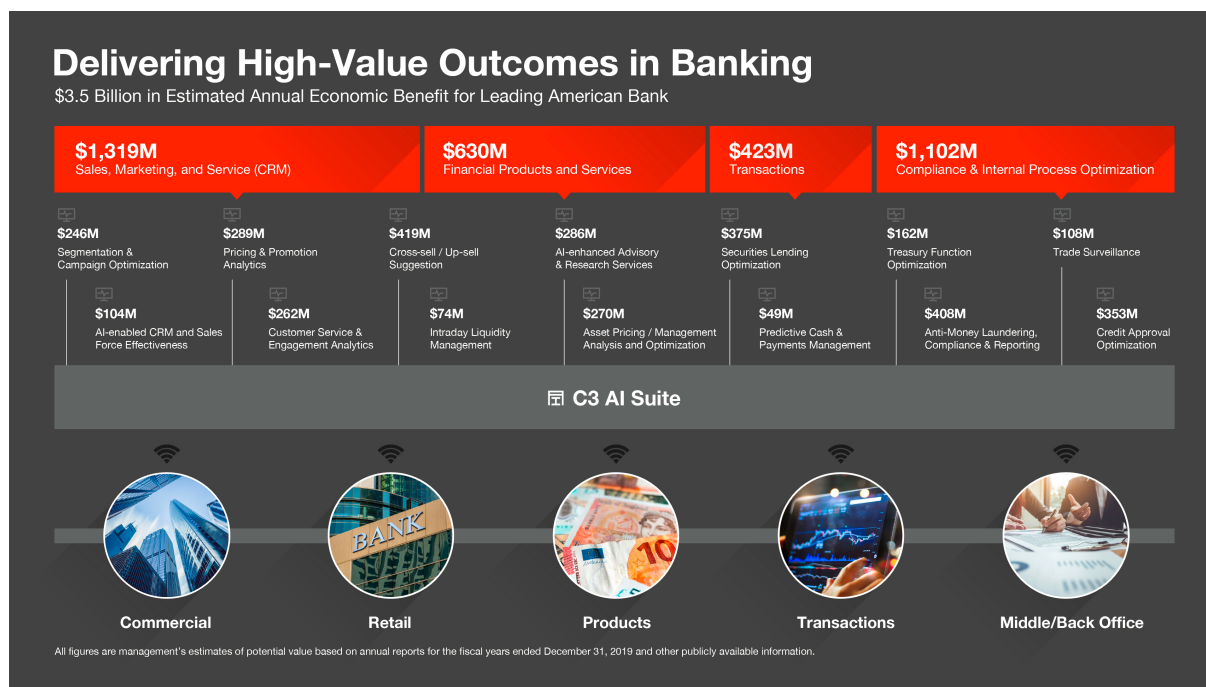 Delivering High-Value Outcomes in Banking
$3.5 Billion in Estimated Annual Economic Benefit for Leading American Bank
$1,319M
Sales, Marketing, and Service (CRM)
$630M
Financial Products and Services
$423M
Transactions
$1,102M
Compliance & Internal Process Optimization
$246M
Segmentation &
Campaign Optimization
$289M
Pricing & Promotion
Analytics
$419M
Cross-sell / Up-sell
Suggestion
$286M
AI-enhanced Advisory
& Research Services
$375M
Securities Lending
Optimization
$162M
Treasury Function
Optimization
$108M
Trade Surveillance
$104M
AI-enabled CRM and Sales
Force Effectiveness
$262M
Customer Service &
Engagement Analytics
$74M
Intraday Liquidity
Management
$270M
Asset Pricing / Management
Analysis and Optimization
$49M
Predictive Cash &
Payments Management
$408M
Anti-Money Laundering,
Compliance & Reporting
$353M
Credit Approval
Optimization
C3 AI Suite
BANK
10
Commercial
Retail
Products
Transactions
Middle/Back Office
All figures are management's estimates of potential value based on annual reports for the fiscal years ended December 31, 2019 and other publicly available information.